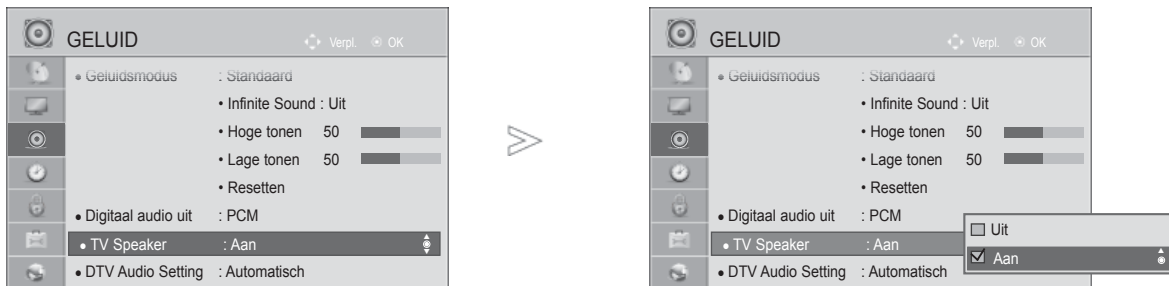 GELUID Verpl. OK
• Geluidsmodus : Standaard
• Infinite Sound : Uit
• Hoge tonen 50
• Lage tonen 50
• Resetten
• Digitaal audio uit : PCM
• TV Speaker : Aan
• DTV Audio Setting : Automatisch
GELUID Verpl. OK
• Geluidsmodus : Standaard
• Infinite Sound : Uit
• Hoge tonen 50
• Lage tonen 50
• Resetten
• Digitaal audio uit : PCM
• TV Speaker : Aan
• DTV Audio Setting : Automatisch
Uit
Aan